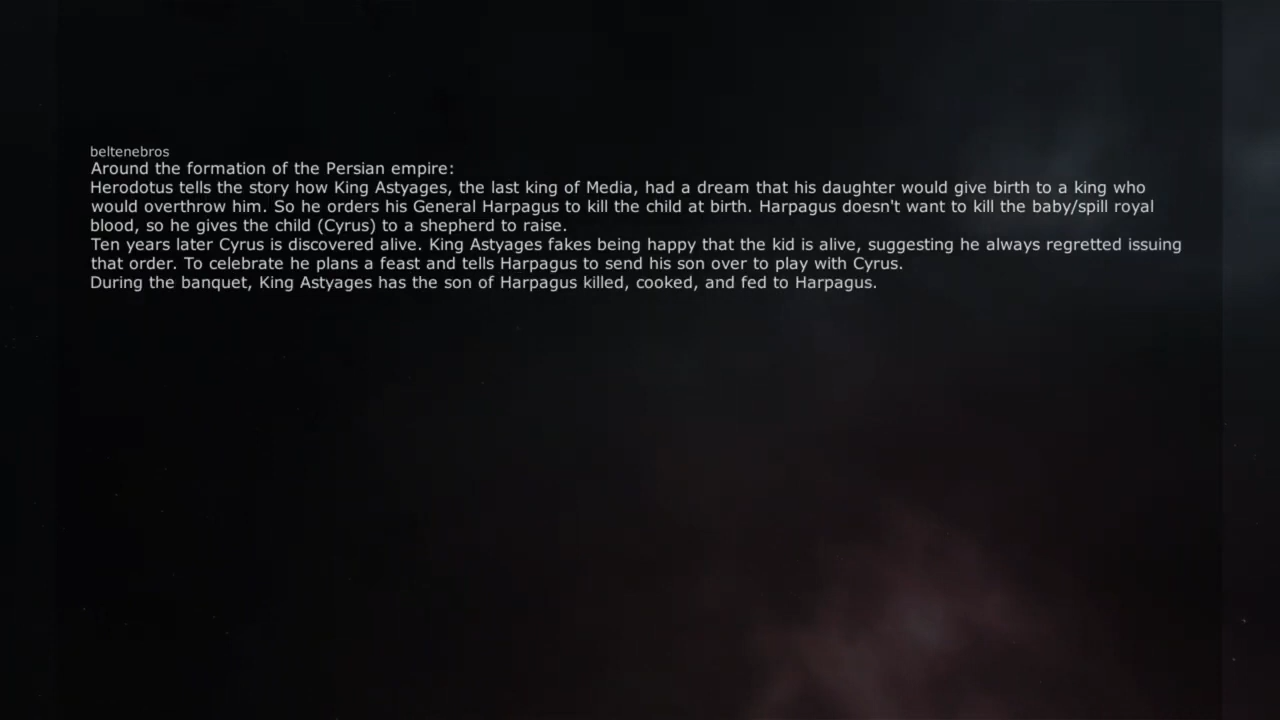 beltenebros
Around the formation of the Persian empire:
Herodotus tells the story how King Astyages, the last king of Media, had a dream that his daughter would give birth to a king who
would overthrow him. So he orders his General Harpagus to kill the child at birth. Harpagus doesn't want to kill the baby/spill royal
blood, so he gives the child (Cyrus) to a shepherd to raise.
Ten years later Cyrus is discovered alive. King Astyages fakes being happy that the kid is alive, suggesting he always regretted issuing
that order. To celebrate he plans a feast and tells Harpagus to send his son over to play with Cyrus.
During the banquet, King Astyages has the son of Harpagus killed, cooked, and fed to Harpagus.